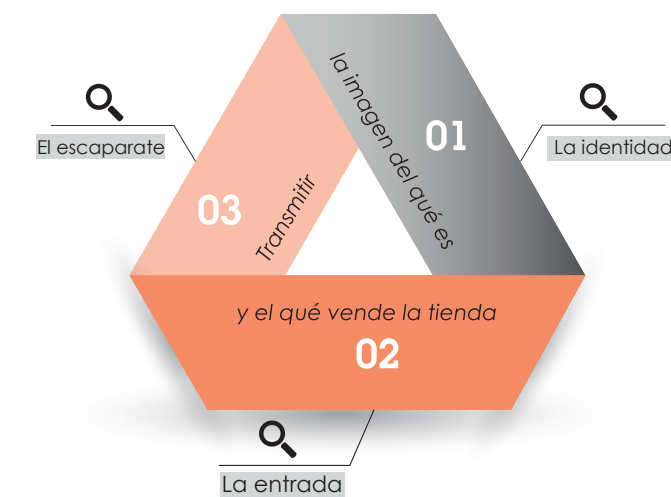 la imagen del qué es
01
El escaparate
La identidad
03
Transmitir
y el qué vende la tienda
02
La entrada